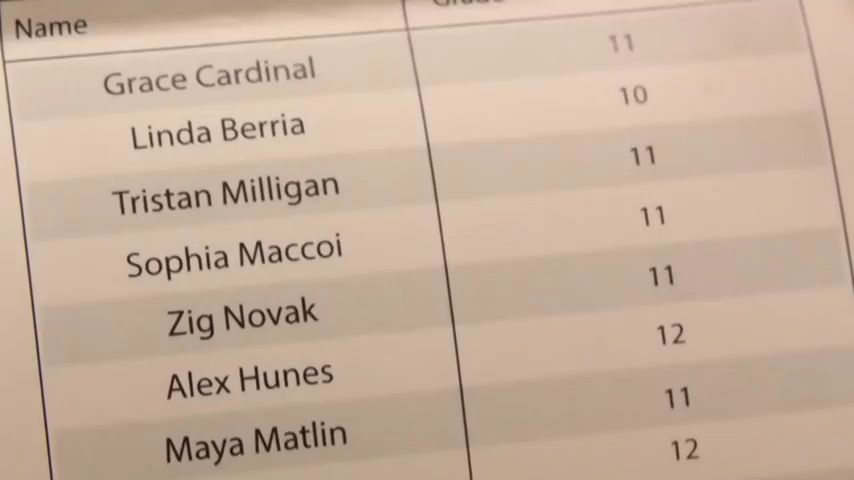 Name Grade
Grace Cardinal 11
Linda Berria 10
Tristan Milligan 11
Sophia Maccoi 11
Zig Novak 11
Alex Hunes 12
Maya Matlin 11
12